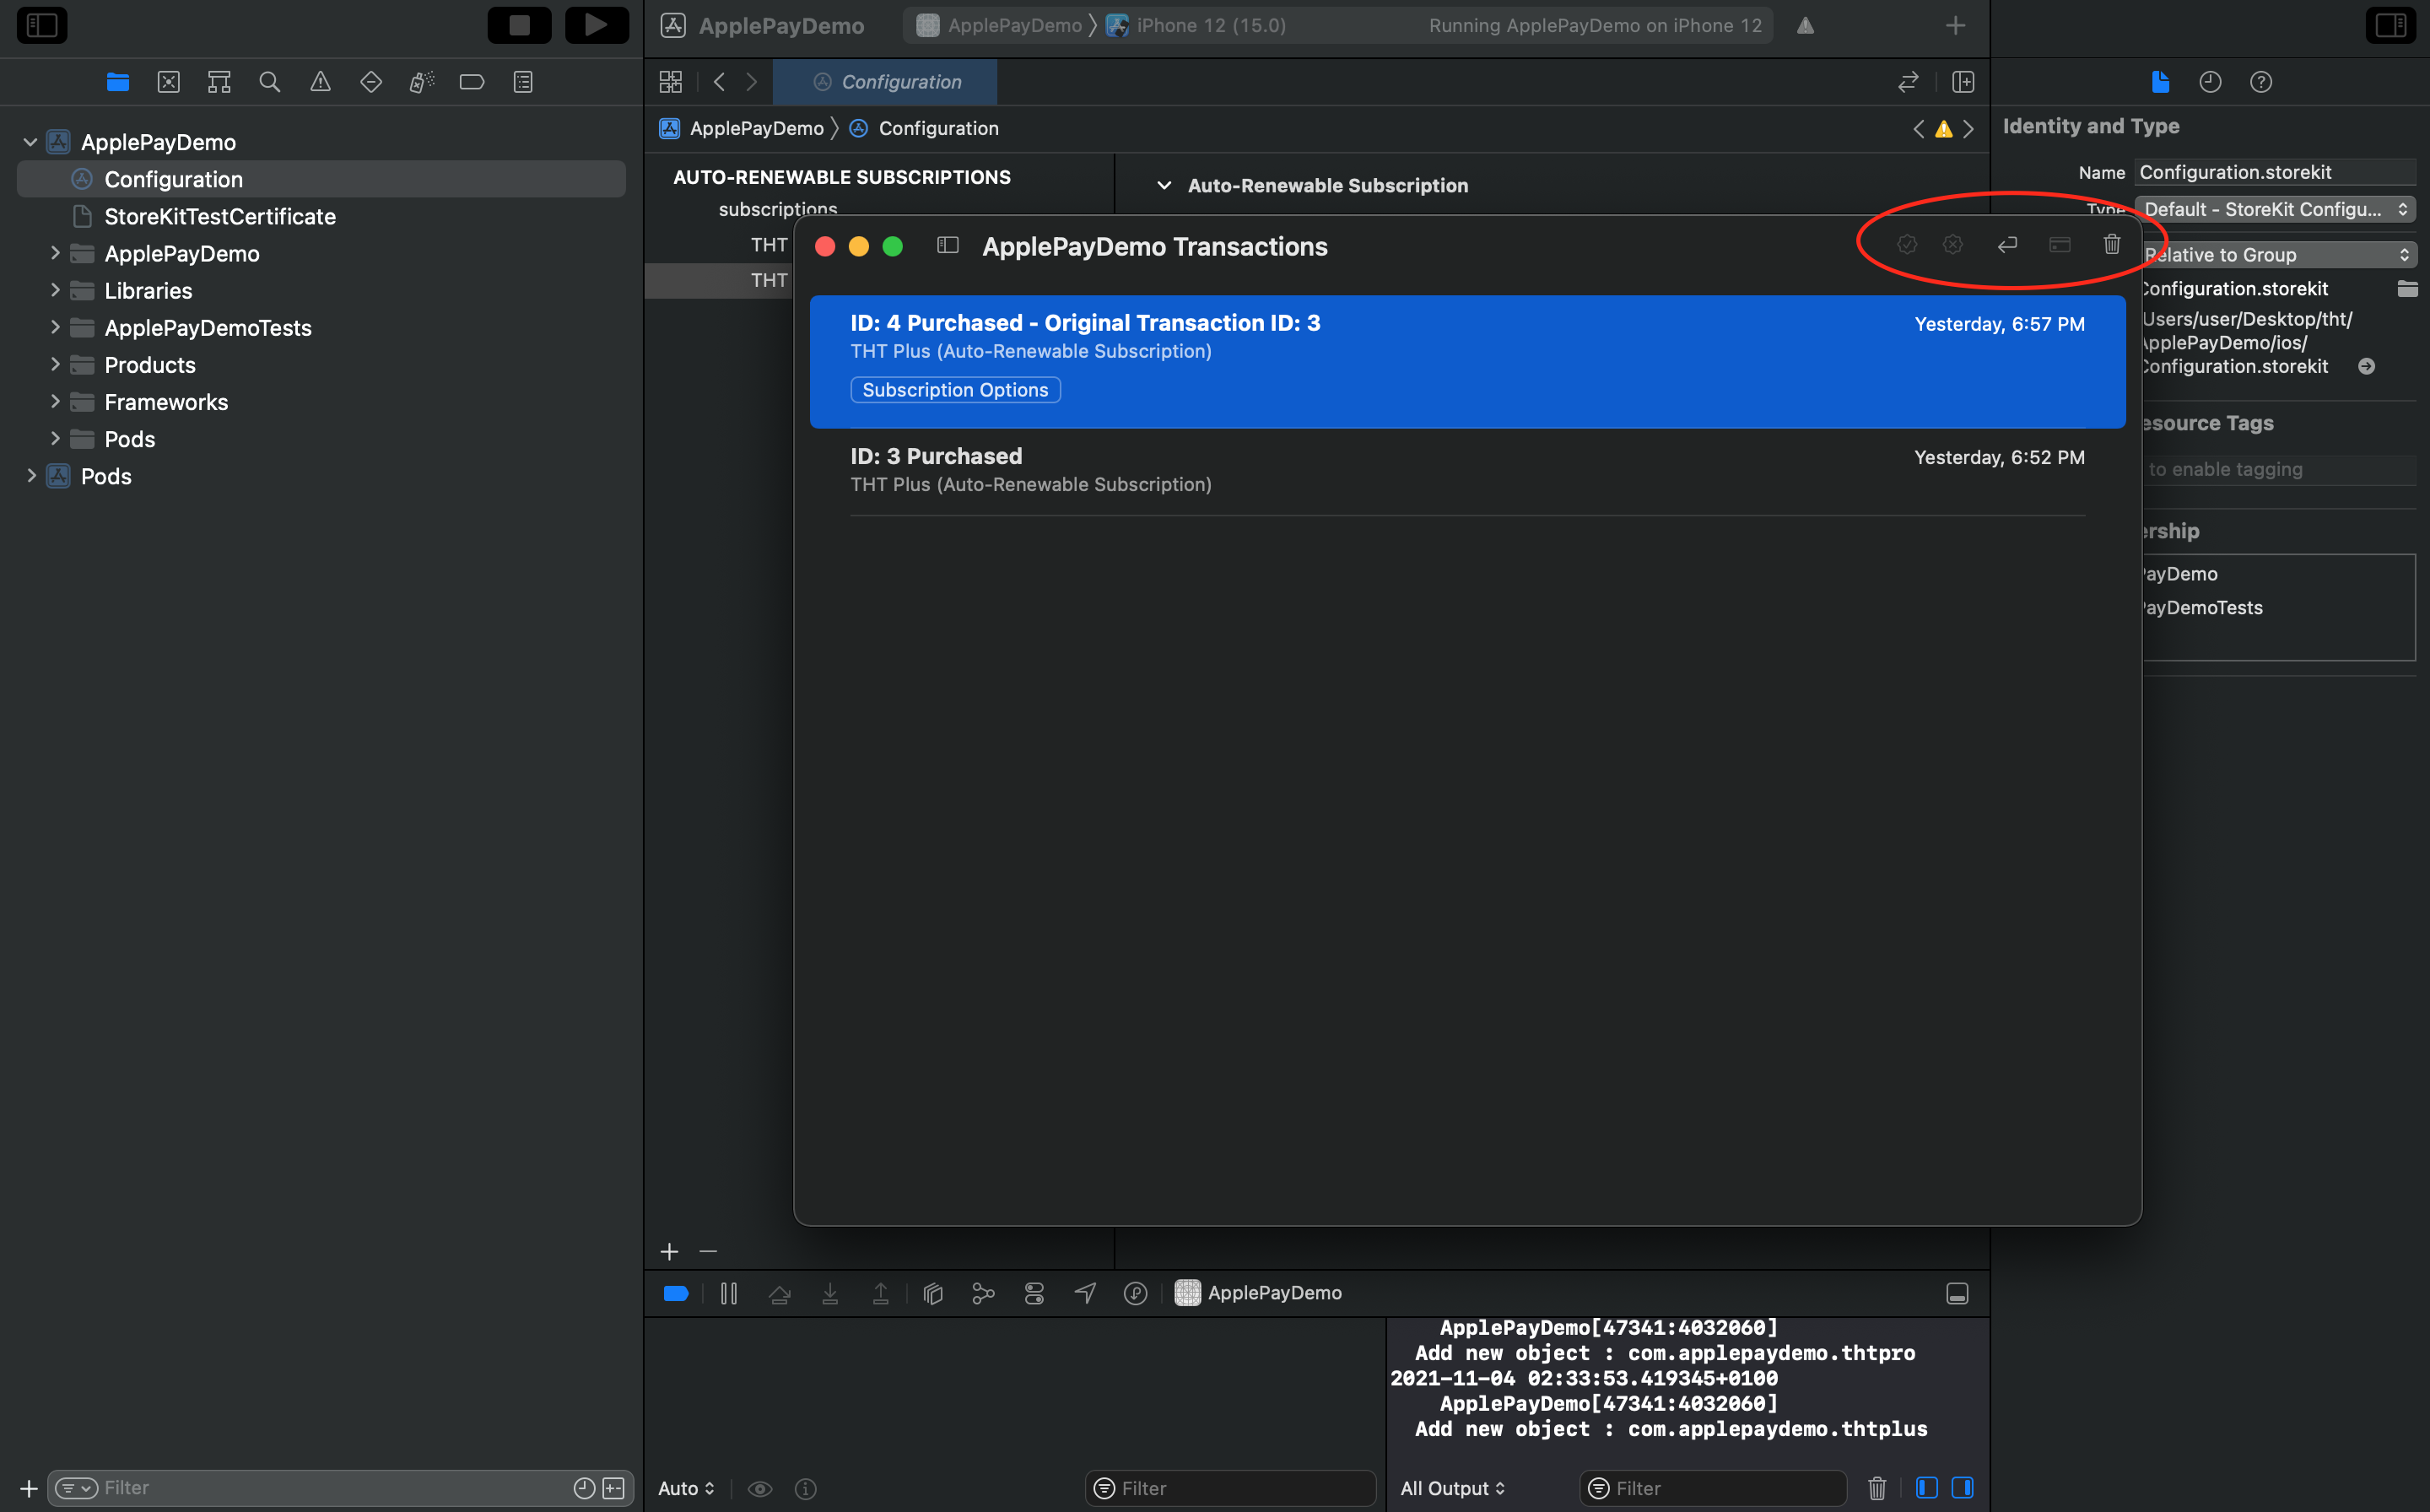 ApplePayDemo
ApplePayDemo
iPhone 12 (15.0)
Running ApplePayDemo on iPhone 12
Configuration
ApplePayDemo
Configuration
ApplePayDemo
Configuration
StoreKitTestCertificate
ApplePayDemo
Libraries
ApplePayDemoTests
Products
Frameworks
Pods
Pods
Filter
AUTO-RENEWABLE SUBSCRIPTIONS
subscriptions
THT
THT
Auto-Renewable Subscription
ApplePayDemo Transactions
ID: 4 Purchased - Original Transaction ID: 3
Yesterday, 6:57 PM
THT Plus (Auto-Renewable Subscription)
Subscription Options
ID: 3 Purchased
Yesterday, 6:52 PM
THT Plus (Auto-Renewable Subscription)
Identity and Type
Name Configuration.storekit
Type Default - StoreKit Configu...
Relative to Group
Configuration.storekit
Users/user/Desktop/tht/
ApplePayDemo/ios/
Configuration.storekit
esource Tags
to enable tagging
ership
PayDemo
PayDemoTests
ApplePayDemo
ApplePayDemo[47341:4032060]
Add new object : com.applepaydemo.thtpro
2021-11-04 02:33:53.419345+0100
ApplePayDemo[47341:4032060]
Add new object : com.applepaydemo.thtplus
Auto
Filter
All Output
Filter